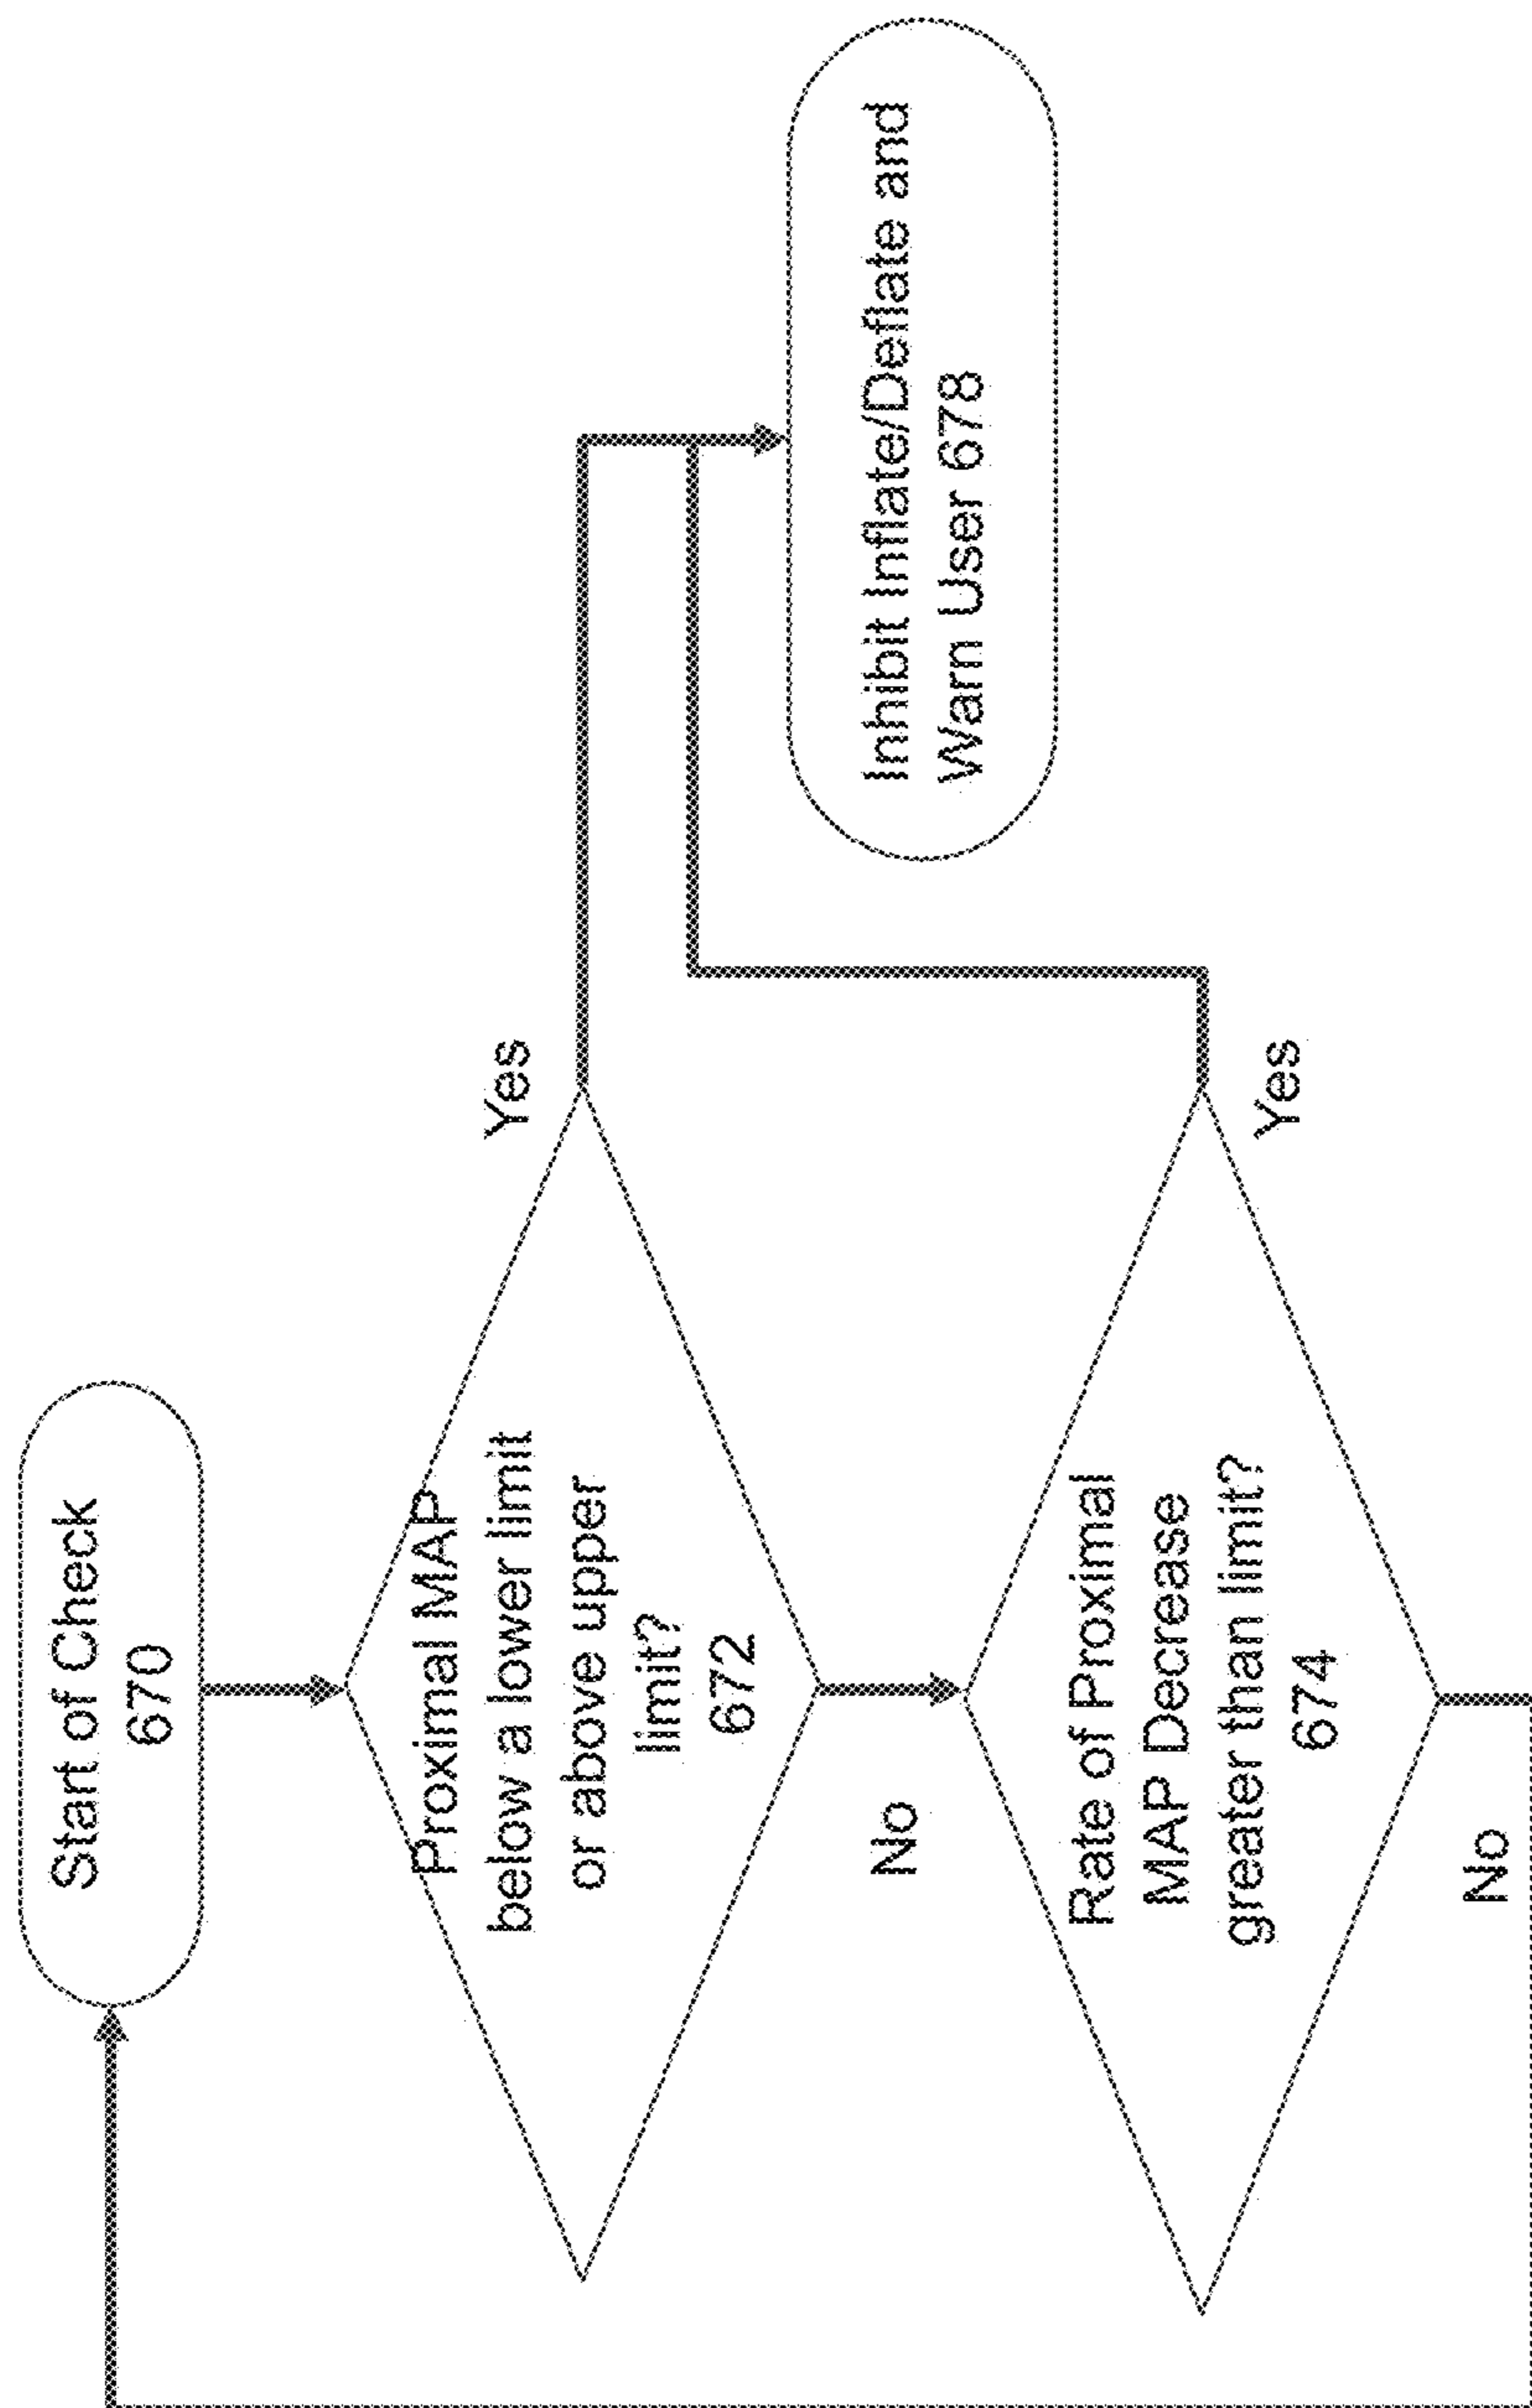 Start of Check
670
Proximal MAP
below a lower limit
or above upper
limit?
672
Yes
No
Rate of Proximal
MAP Decrease
greater than limit?
674
Yes
No
Inhibit Inflate/Deflate and
Warn User 678